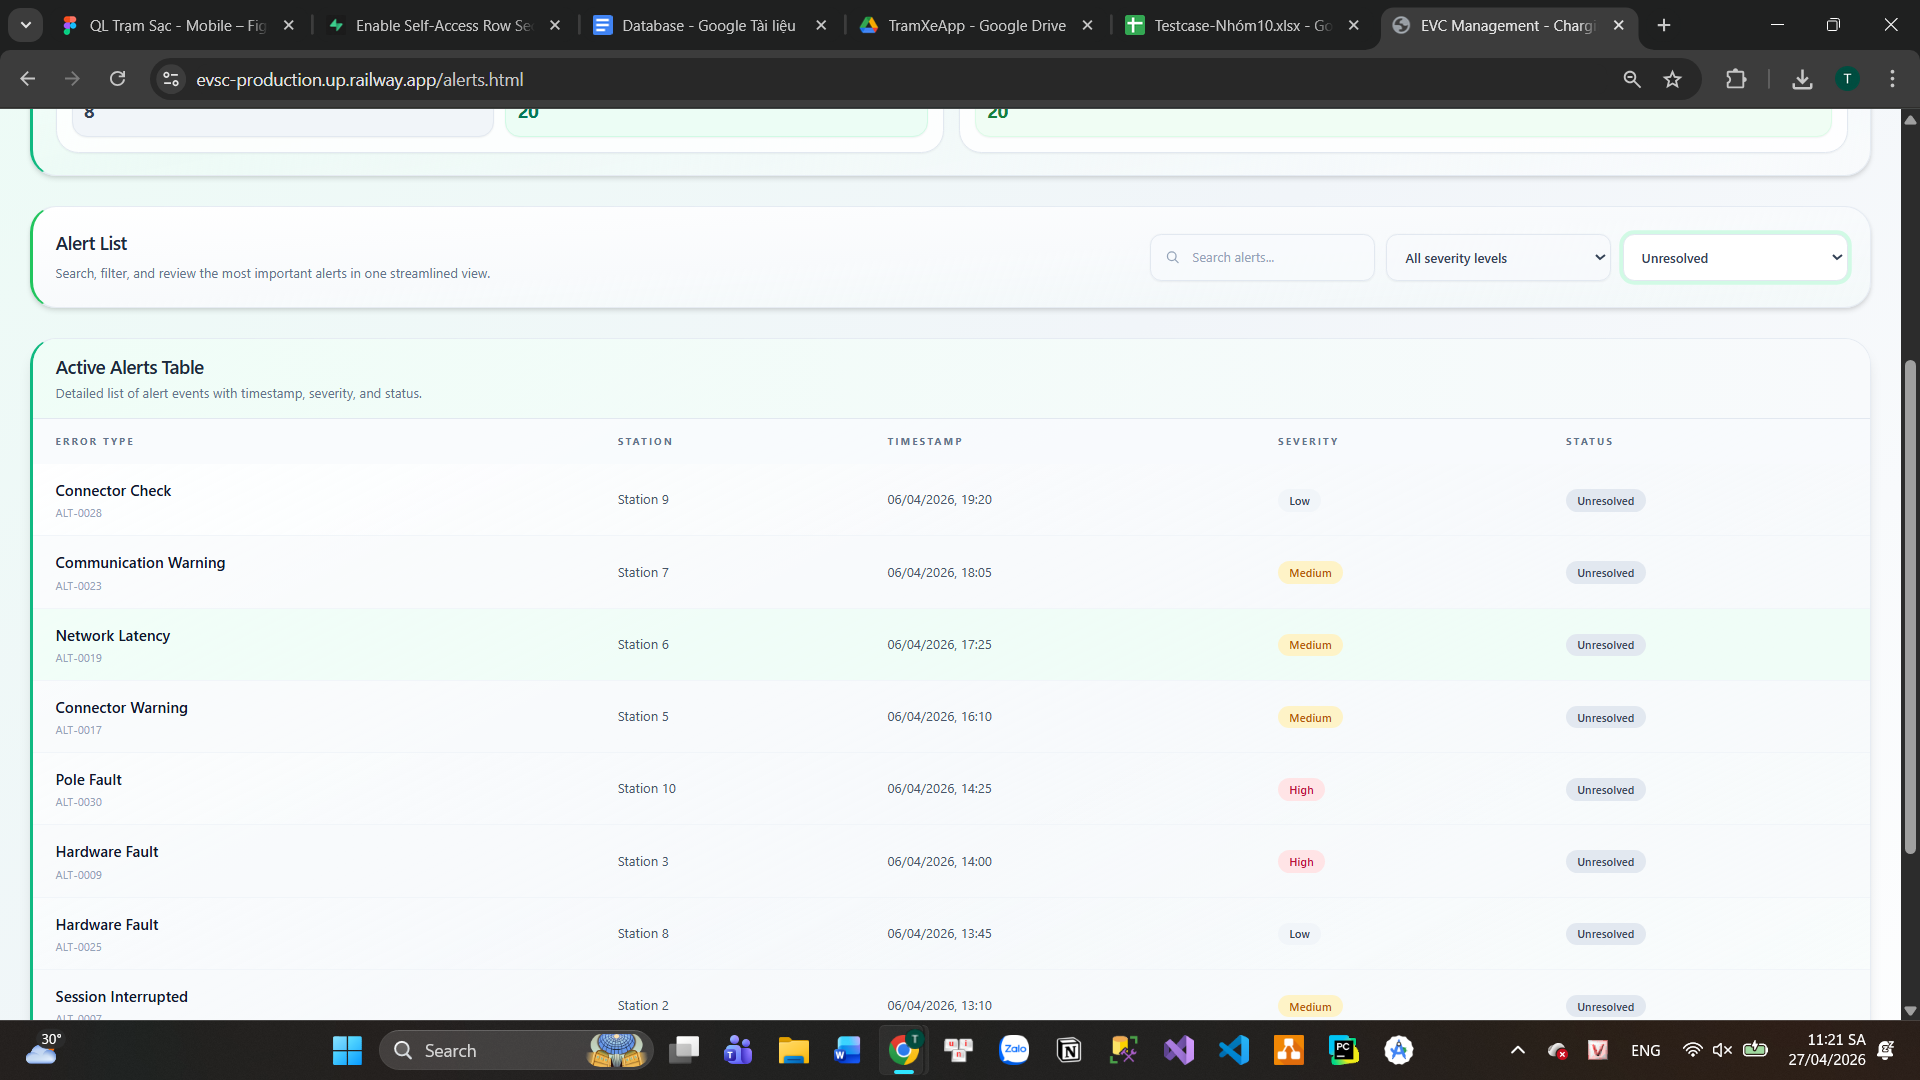 QL Trạm Sạc - Mobile – Fig
Enable Self-Access Row Se
Database - Google Tài liệu
TramXeApp - Google Drive
Testcase-Nhóm10.xlsx - Go
EVC Management - Chargi
evsc-production.up.railway.app/alerts.html
T
8
20
20
Alert List
Search, filter, and review the most important alerts in one streamlined view.
Search alerts...
All severity levels
Unresolved
Active Alerts Table
Detailed list of alert events with timestamp, severity, and status.
ERROR TYPE STATION TIMESTAMP SEVERITY STATUS
Connector Check
ALT-0028
Station 9 06/04/2026, 19:20 Low Unresolved
Communication Warning
ALT-0023
Station 7 06/04/2026, 18:05 Medium Unresolved
Network Latency
ALT-0019
Station 6 06/04/2026, 17:25 Medium Unresolved
Connector Warning
ALT-0017
Station 5 06/04/2026, 16:10 Medium Unresolved
Pole Fault
ALT-0030
Station 10 06/04/2026, 14:25 High Unresolved
Hardware Fault
ALT-0009
Station 3 06/04/2026, 14:00 High Unresolved
Hardware Fault
ALT-0025
Station 8 06/04/2026, 13:45 Low Unresolved
Session Interrupted
ALT-0007
Station 2 06/04/2026, 13:10 Medium Unresolved
30°
Search
Zalo
ENG
11:21 SA
27/04/2026